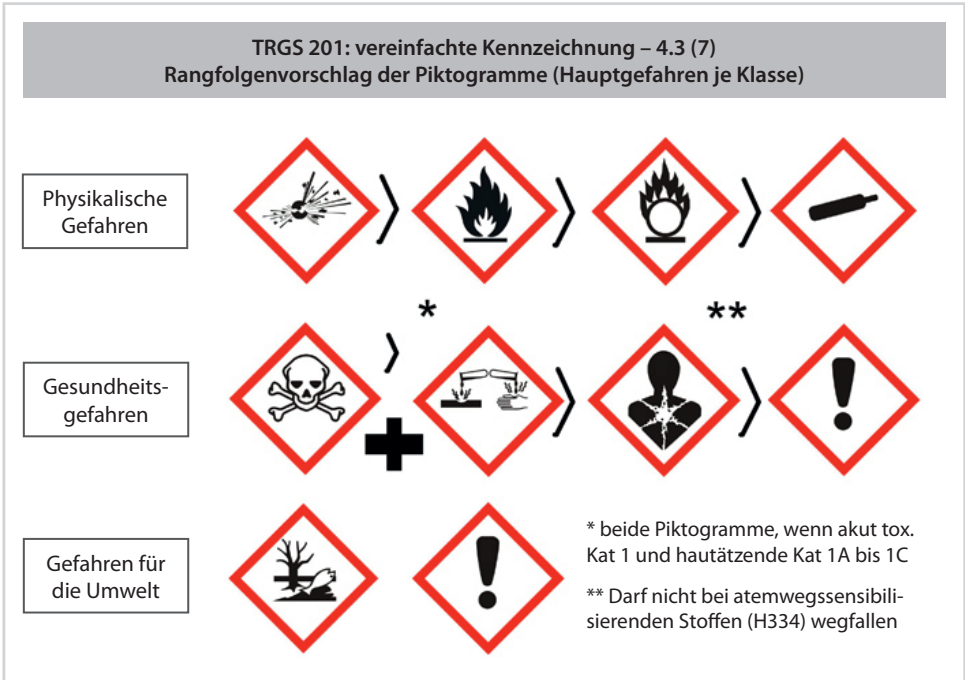 TRGS 201: vereinfachte Kennzeichnung – 4.3 (7)
Rangfolgenvorschlag der Piktogramme (Hauptgefahren je Klasse)
Physikalische
Gefahren
*
**
Gesundheits-
gefahren
Gefahren für
die Umwelt
* beide Piktogramme, wenn akut tox.
Kat 1 und hautätzende Kat 1A bis 1C
** Darf nicht bei atemwegssensibili-
sierenden Stoffen (H334) wegfallen